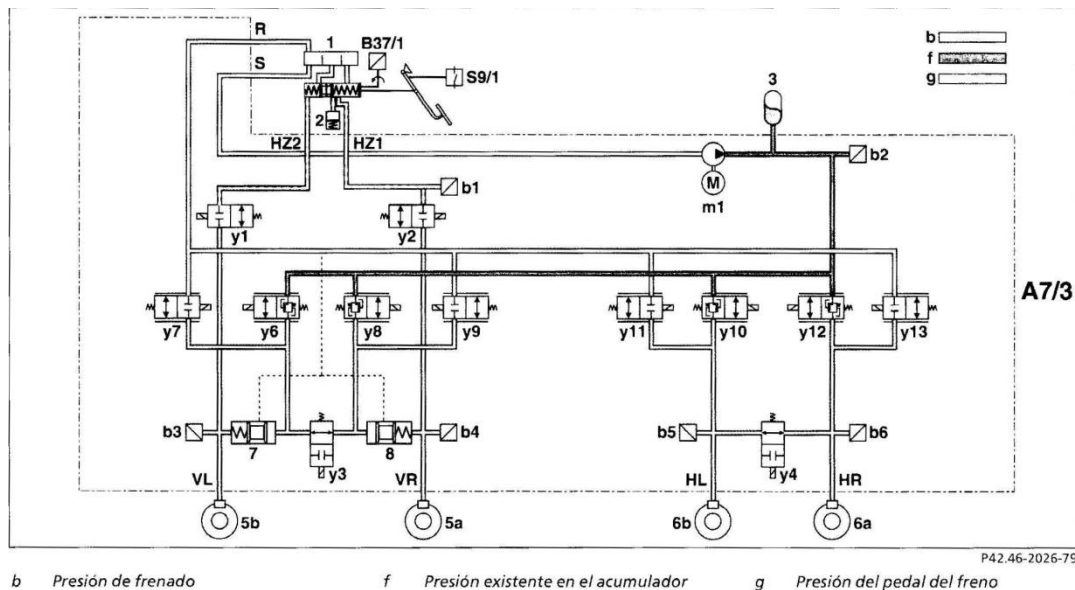 R
1
B37/1
b
S
f
S9/1
g
3
2
HZ2
HZ1
b2
M
b1
m1
y1
y2
A7/3
y7
y6
y8
y9
y11
y10
y12
y13
b3
b4
b5
b6
7
y3
8
y4
VL
VR
HL
HR
5b
5a
6b
6a
P42.46-2026-79
b Presión de frenado f Presión existente en el acumulador g Presión del pedal del freno